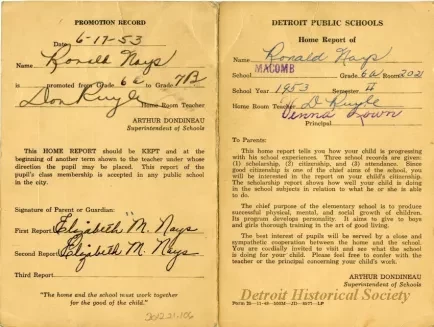 PROMOTION RECORD
Date 6-17-53
Name Ronald Nays
is promoted from Grade 6a to Grade 7B
Don Ruyle Home Room Teacher
ARTHUR DONDINEAU
Superintendent of Schools
This HOME REPORT should be KEPT and at the
beginning of another term shown to the teacher under whose
direction the pupil may be placed. This report of the
pupil's class membership is accepted in any public school
in the city.
Signature of Parent or Guardian:
First Report Elizabeth M. Nays
Second Report Elizabeth M. Nays
Third Report
"The home and the school must work together
for the good of the child."
2012.21.106
DETROIT PUBLIC SCHOOLS
Home Report of
Name Ronald Nays
School MACOMB Grade 6a Room 202
School Year 1953 Semester II
Home Room Teacher D Ruyle
Principal
To Parents:
This home report tells you how your child is progressing
with his school experiences. Three school records are given:
(1) scholarship, (2) citizenship, and (3) attendance. Since
good citizenship is one of the chief aims of the school, you
will be interested in the report on your child's citizenship.
The scholarship report shows how well your child is doing
in the school subjects in relation to what he or she is able
to do.
The chief purpose of the elementary school is to produce
successful physical, mental, and social growth of children.
Its program develops personality. It aims to give to boys
and girls thorough training in the art of good living.
The best interest of pupils will be served by a close and
sympathetic cooperation between the home and the school.
You are cordially invited to visit and see what the school
is doing for your child. Please feel free to confer with the
teacher or the principal concerning your child's work.
ARTHUR DONDINEAU
Superintendent of Schools
Detroit Historical Society